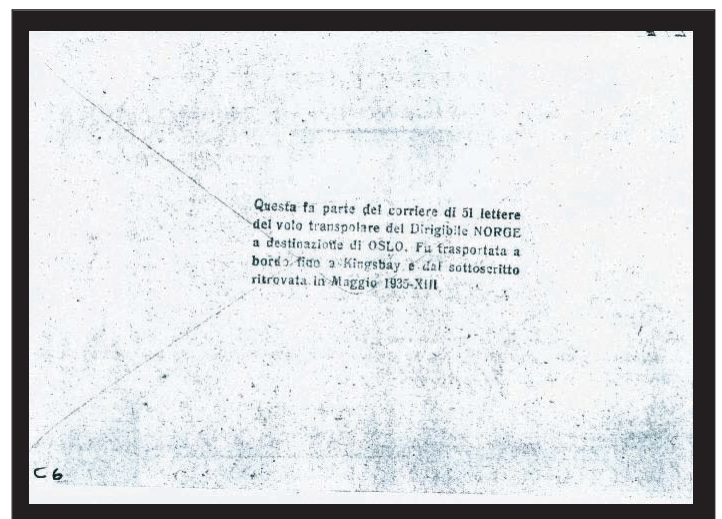 Questa fa parte del corriere di 51 lettere
del volo transpolare del Dirigibile NORGE
a destinazione di OSLO. Fu trasportata a
bordo fino a Kingsbay e dal sottoscritto
ritrovata in Maggio 1935-XIII
C 6